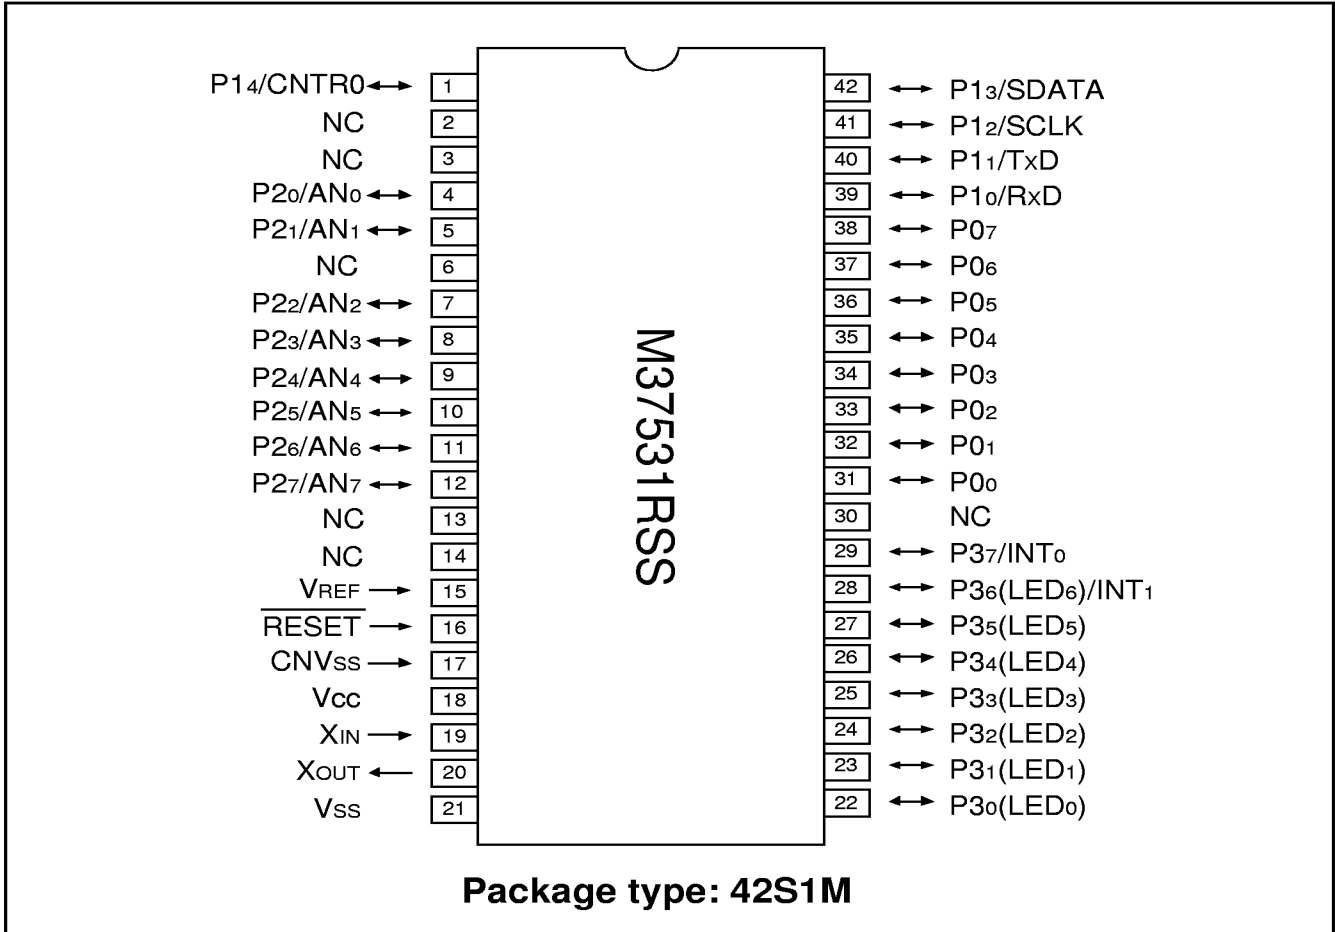 P14/CNTR0 1
NC 2
NC 3
P20/AN0 4
P21/AN1 5
NC 6
P22/AN2 7
P23/AN3 8
P24/AN4 9
P25/AN5 10
P26/AN6 11
P27/AN7 12
NC 13
NC 14
VREF 15
RESET 16
CNVSS 17
Vcc 18
XIN 19
XOUT 20
VSS 21
M37531RSS
42 P13/SDATA
41 P12/SCLK
40 P11/TxD
39 P10/RxD
38 P07
37 P06
36 P05
35 P04
34 P03
33 P02
32 P01
31 P00
30 NC
29 P37/INT0
28 P36(LED6)/INT1
27 P35(LED5)
26 P34(LED4)
25 P33(LED3)
24 P32(LED2)
23 P31(LED1)
22 P30(LED0)
Package type: 42S1M